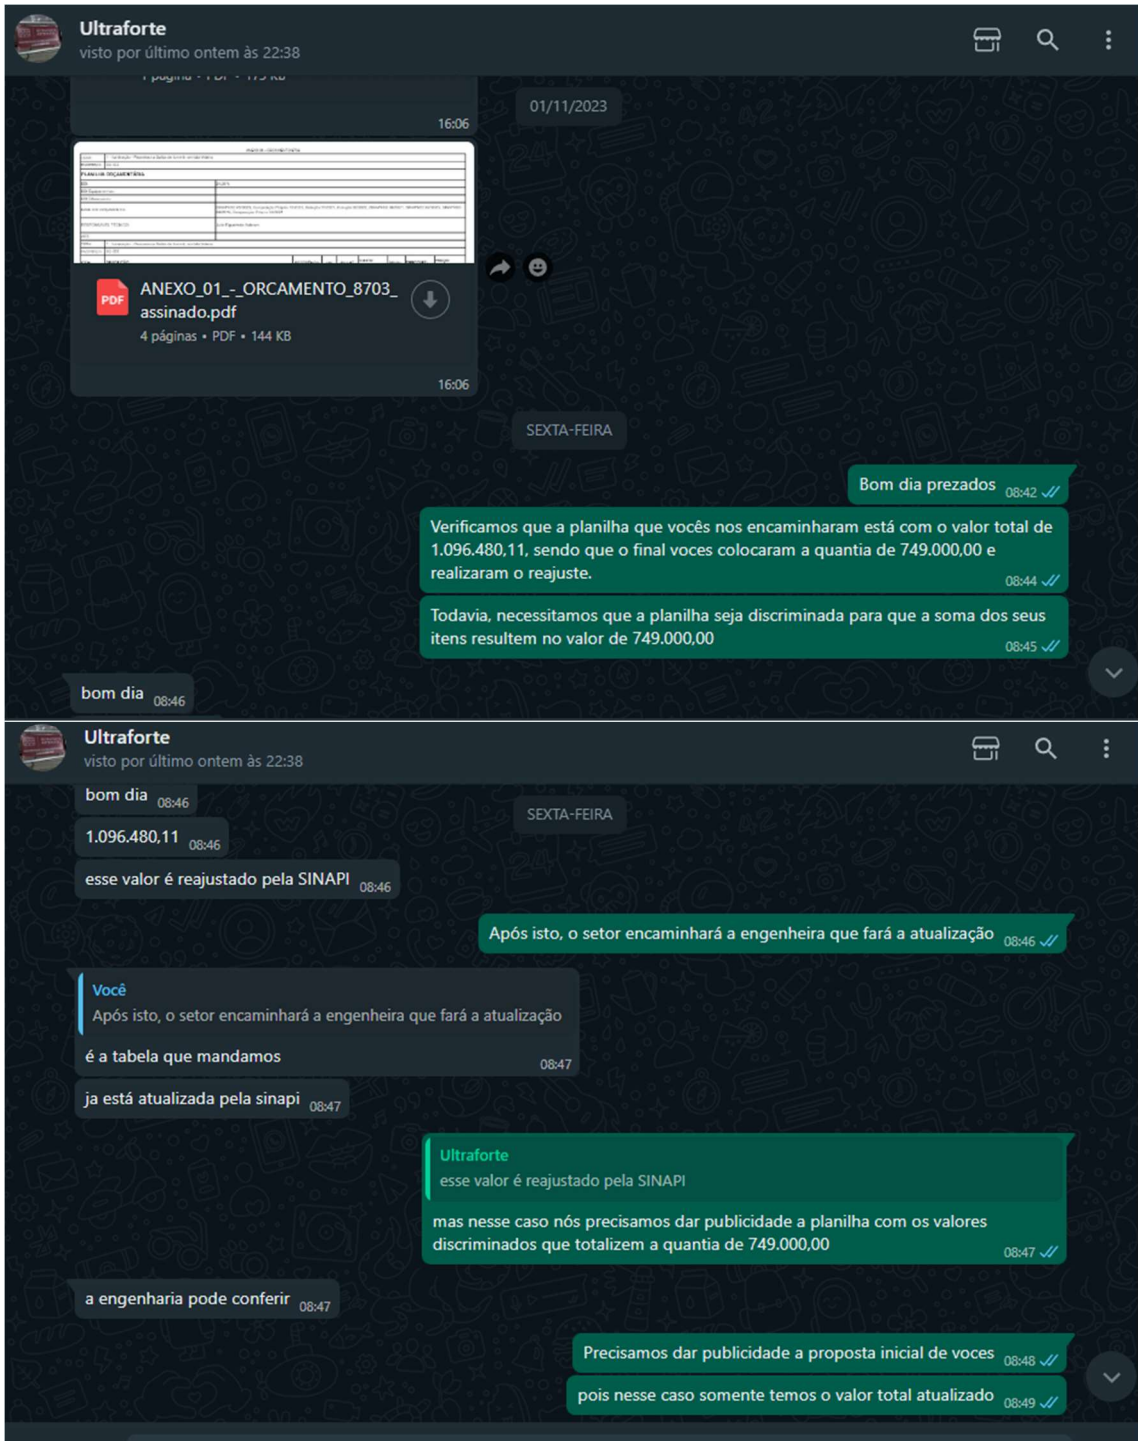 Ultraforte
visto por último ontem às 22:38
1 página • PDF • 175 KB
16:06
01/11/2023
PLANILHA ORÇAMENTÁRIA
PDF
ANEXO_01_-_ORCAMENTO_8703_
assinado.pdf
4 páginas • PDF • 144 KB
16:06
SEXTA-FEIRA
Bom dia prezados 08:42
Verificamos que a planilha que vocês nos encaminharam está com o valor total de
1.096.480,11, sendo que o final voces colocaram a quantia de 749.000,00 e
realizaram o reajuste.
08:44
Todavia, necessitamos que a planilha seja discriminada para que a soma dos seus
itens resultem no valor de 749.000,00
08:45
bom dia 08:46
Ultraforte
visto por último ontem às 22:38
bom dia 08:46
SEXTA-FEIRA
1.096.480,11 08:46
esse valor é reajustado pela SINAPI 08:46
Após isto, o setor encaminhará a engenheira que fará a atualização 08:46
Você
Após isto, o setor encaminhará a engenheira que fará a atualização
é a tabela que mandamos
08:47
ja está atualizada pela sinapi 08:47
Ultraforte
esse valor é reajustado pela SINAPI
mas nesse caso nós precisamos dar publicidade a planilha com os valores
discriminados que totalizem a quantia de 749.000,00
08:47
a engenharia pode conferir 08:47
Precisamos dar publicidade a proposta inicial de voces 08:48
pois nesse caso somente temos o valor total atualizado 08:49